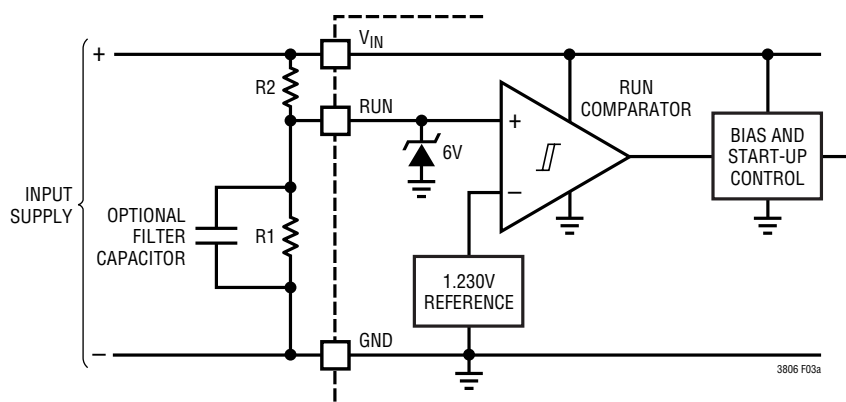 +
VIN
R2
RUN
RUN
COMPARATOR
6V
+
−
BIAS AND
START-UP
CONTROL
INPUT
SUPPLY
OPTIONAL
FILTER
CAPACITOR
R1
1.230V
REFERENCE
−
GND
3806 F03a